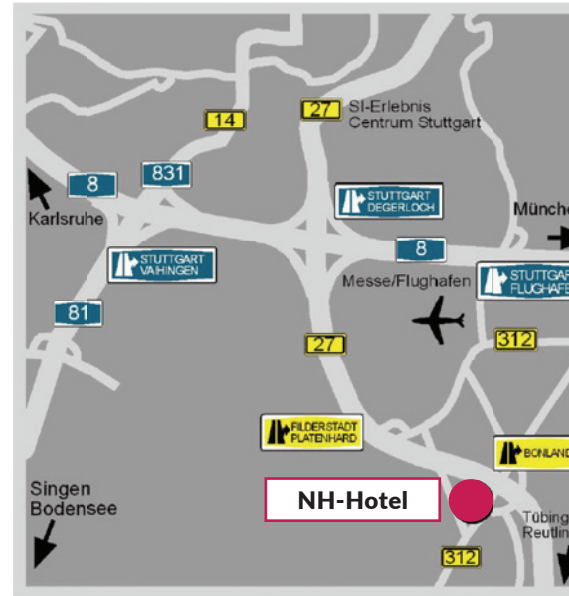 14
27
SI-Erlebnis
Centrum Stuttgart
831
8
Karlsruhe
STUTTGART
DEGERLOCH
Münche
8
STUTTGART
VAIHINGEN
Messe/Flughafen
STUTTGAR
FLUGHAFE
81
312
27
FILDERSTADT
PLATENHARD
BONLAND
Singen
Bodensee
NH-Hotel
Tübing
Reutlin
312